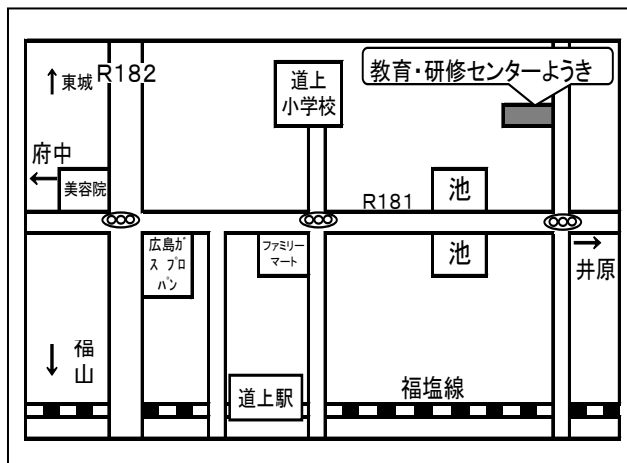 教育・研修センターようき
↑東城
R182
道上
小学校
府中
←
美容院
R181
池
広島ガ
ス プロ
パン
ファミリー
マート
池
→
井原
↓
福
山
道上駅
福塩線